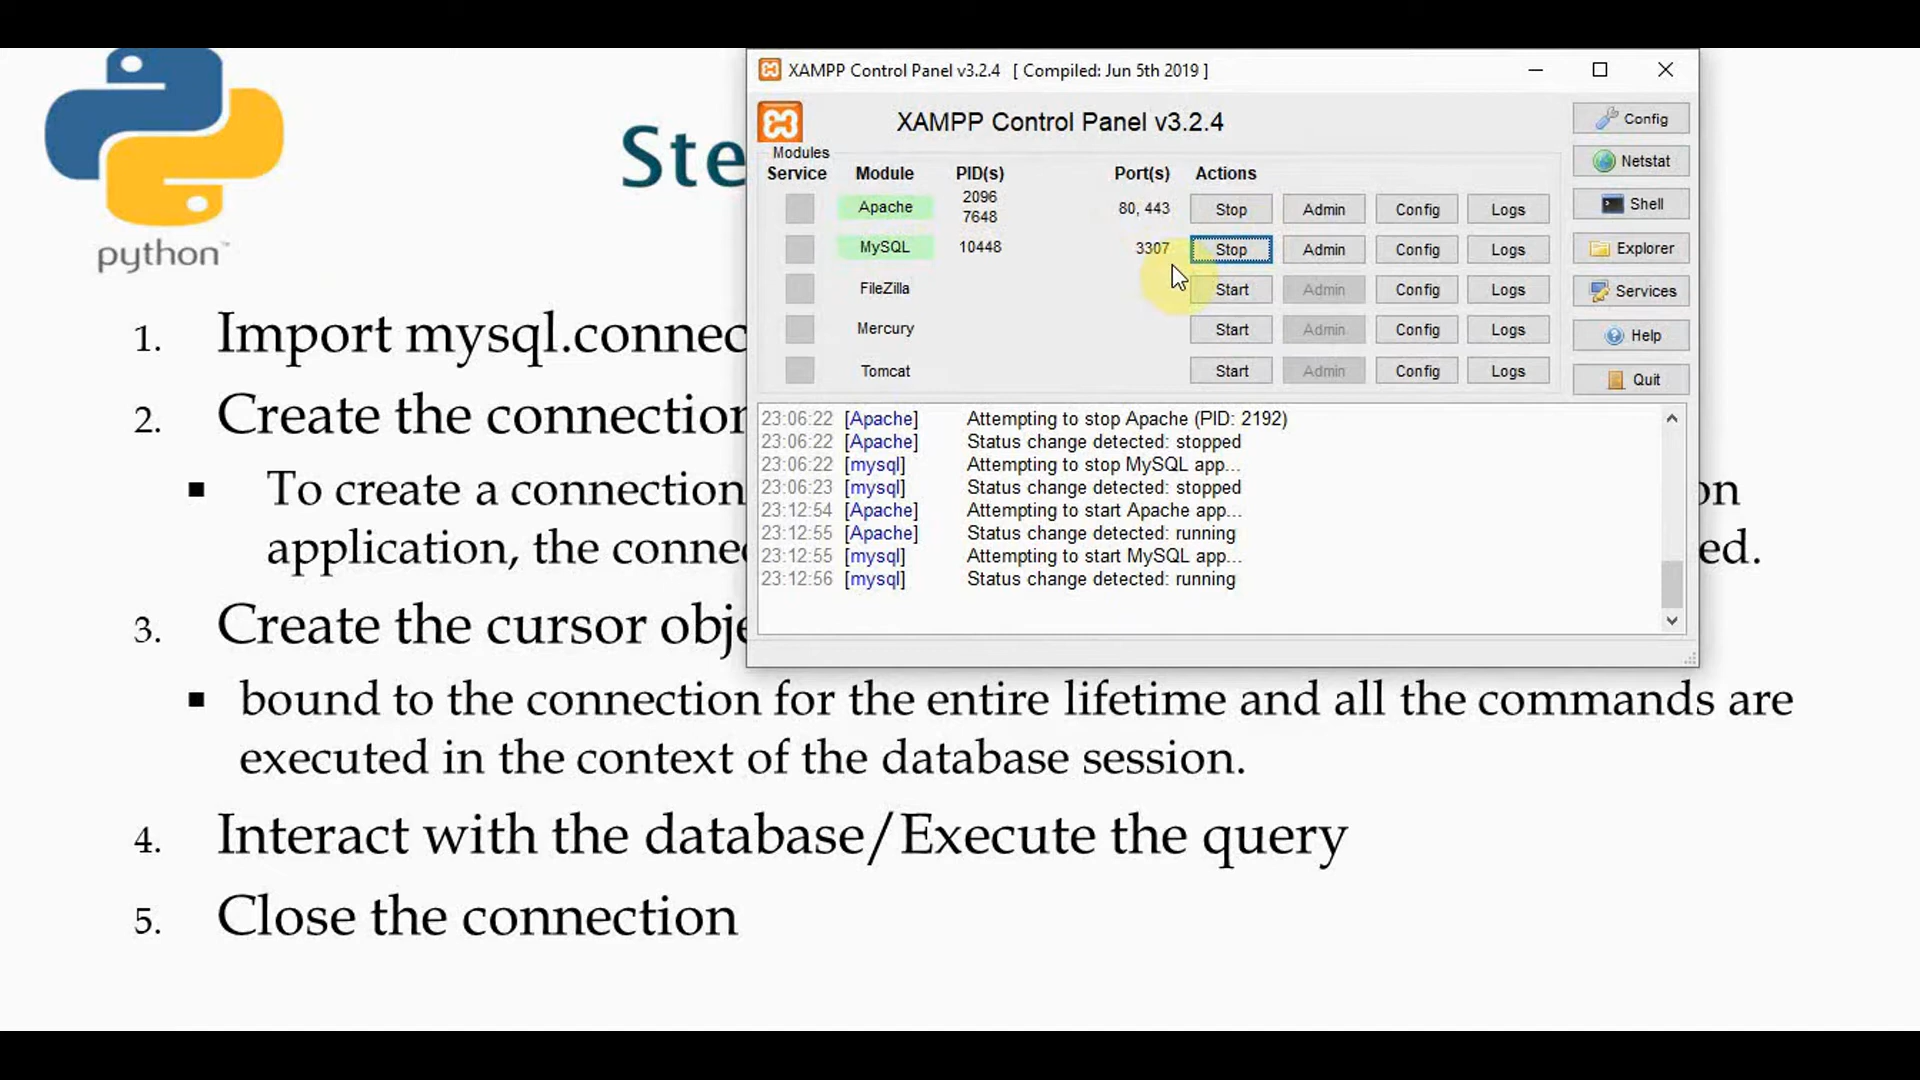 python™
Ste
XAMPP Control Panel v3.2.4 [ Compiled: Jun 5th 2019 ]
XAMPP Control Panel v3.2.4
Modules
Service Module PID(s) Port(s) Actions
Apache 2096 7648 80, 443 Stop Admin Config Logs
MySQL 10448 3307 Stop Admin Config Logs
FileZilla Start Admin Config Logs
Mercury Start Admin Config Logs
Tomcat Start Admin Config Logs
Config
Netstat
Shell
Explorer
Services
Help
Quit
23:06:22 [Apache] Attempting to stop Apache (PID: 2192)
23:06:22 [Apache] Status change detected: stopped
23:06:22 [mysql] Attempting to stop MySQL app...
23:06:23 [mysql] Status change detected: stopped
23:12:54 [Apache] Attempting to start Apache app...
23:12:55 [Apache] Status change detected: running
23:12:55 [mysql] Attempting to start MySQL app...
23:12:56 [mysql] Status change detected: running
1. Import mysql.connec
2. Create the connection
▪ To create a connection on
application, the conne ed.
3. Create the cursor obje
▪ bound to the connection for the entire lifetime and all the commands are
executed in the context of the database session.
4. Interact with the database/Execute the query
5. Close the connection